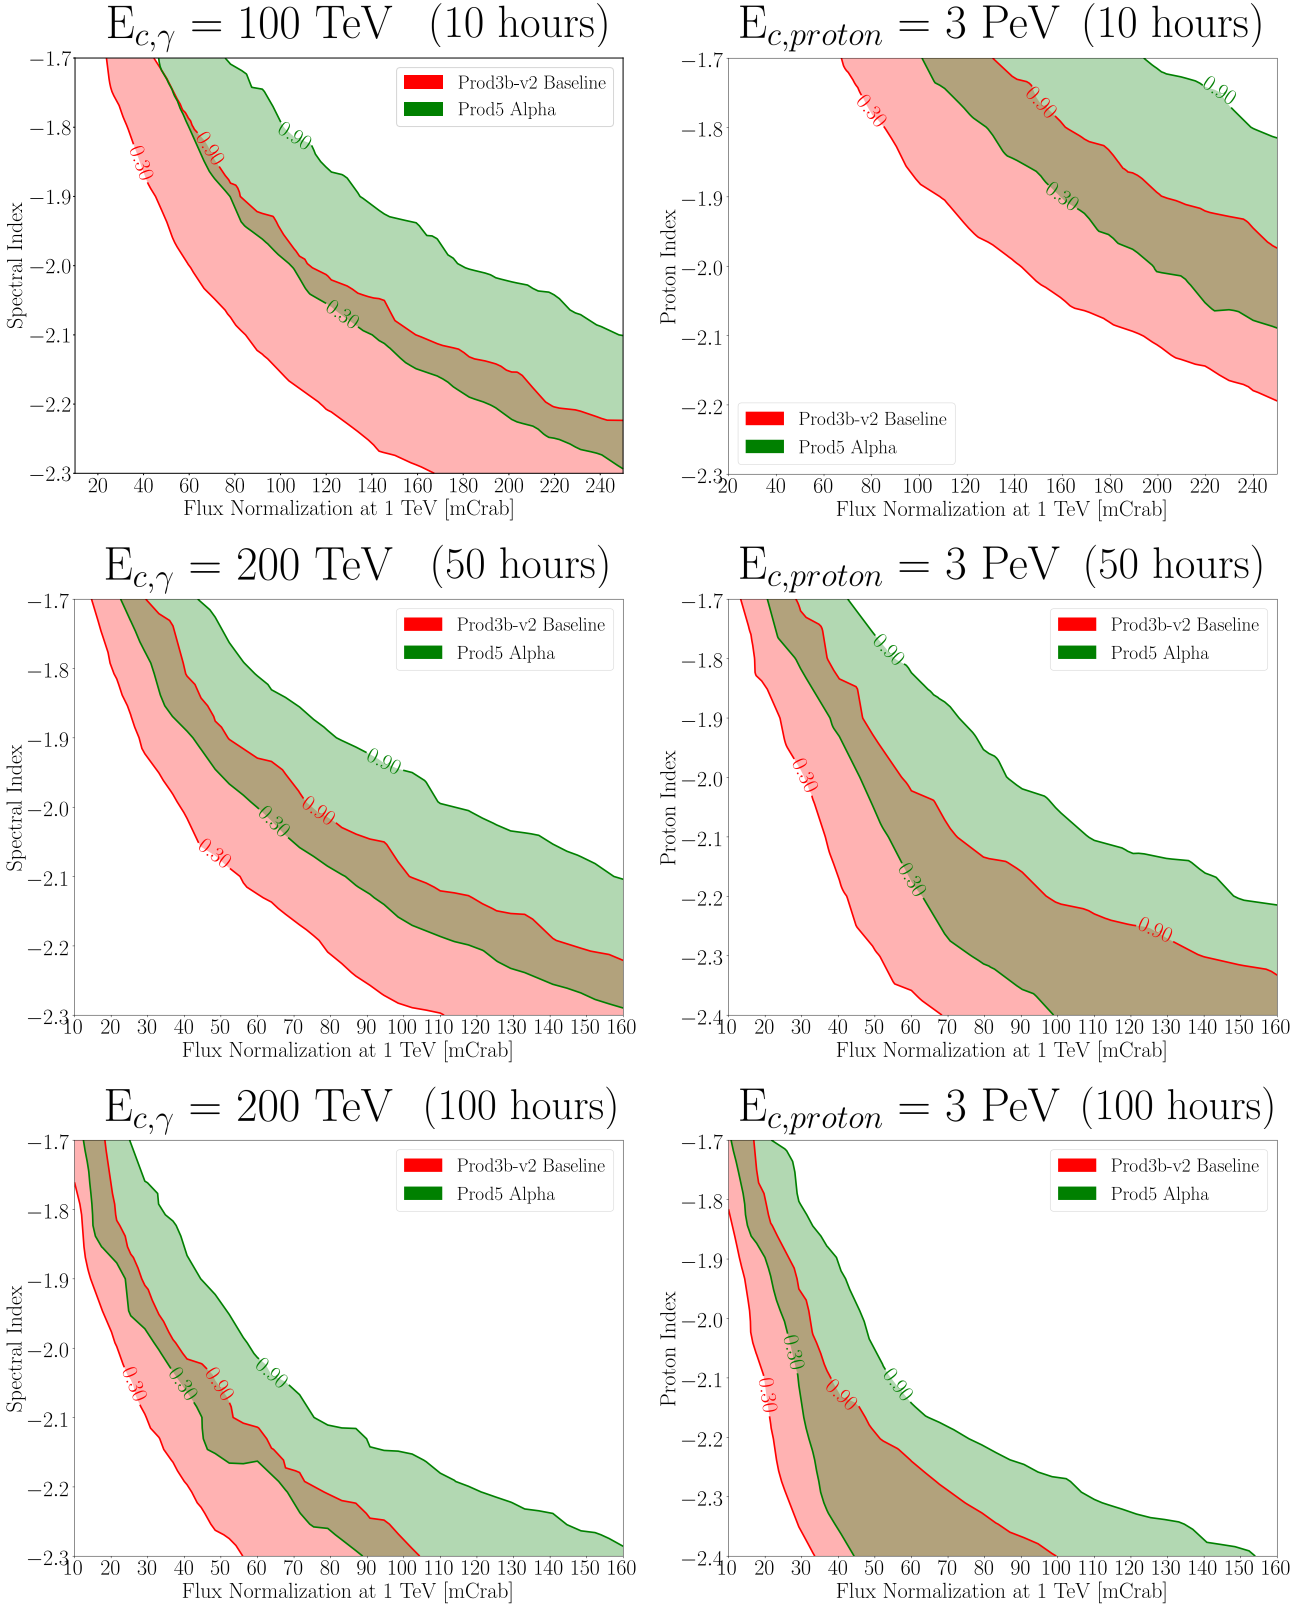 E_{c,γ} = 100 TeV (10 hours)
−1.7
−1.8
−1.9
−2.0
−2.1
−2.2
−2.3
Spectral Index
Prod3b-v2 Baseline
Prod5 Alpha
0.30
0.90
0.90
0.30
20 40 60 80 100 120 140 160 180 200 220 240
Flux Normalization at 1 TeV [mCrab]
E_{c,proton} = 3 PeV (10 hours)
−1.7
−1.8
−1.9
−2.0
−2.1
−2.2
−2.3
Proton Index
0.30
0.90
0.90
0.30
Prod3b-v2 Baseline
Prod5 Alpha
20 40 60 80 100 120 140 160 180 200 220 240
Flux Normalization at 1 TeV [mCrab]
E_{c,γ} = 200 TeV (50 hours)
−1.7
−1.8
−1.9
−2.0
−2.1
−2.2
−2.3
Spectral Index
Prod3b-v2 Baseline
Prod5 Alpha
0.90
0.90
0.30
0.30
10 20 30 40 50 60 70 80 90 100 110 120 130 140 150 160
Flux Normalization at 1 TeV [mCrab]
E_{c,proton} = 3 PeV (50 hours)
−1.7
−1.8
−1.9
−2.0
−2.1
−2.2
−2.3
−2.4
Proton Index
Prod3b-v2 Baseline
Prod5 Alpha
0.90
0.30
0.30
0.90
10 20 30 40 50 60 70 80 90 100 110 120 130 140 150 160
Flux Normalization at 1 TeV [mCrab]
E_{c,γ} = 200 TeV (100 hours)
−1.7
−1.8
−1.9
−2.0
−2.1
−2.2
−2.3
Spectral Index
Prod3b-v2 Baseline
Prod5 Alpha
0.30
0.30
0.90
0.90
10 20 30 40 50 60 70 80 90 100 110 120 130 140 150 160
Flux Normalization at 1 TeV [mCrab]
E_{c,proton} = 3 PeV (100 hours)
−1.7
−1.8
−1.9
−2.0
−2.1
−2.2
−2.3
−2.4
Proton Index
Prod3b-v2 Baseline
Prod5 Alpha
0.30
0.30
0.90
0.90
10 20 30 40 50 60 70 80 90 100 110 120 130 140 150 160
Flux Normalization at 1 TeV [mCrab]